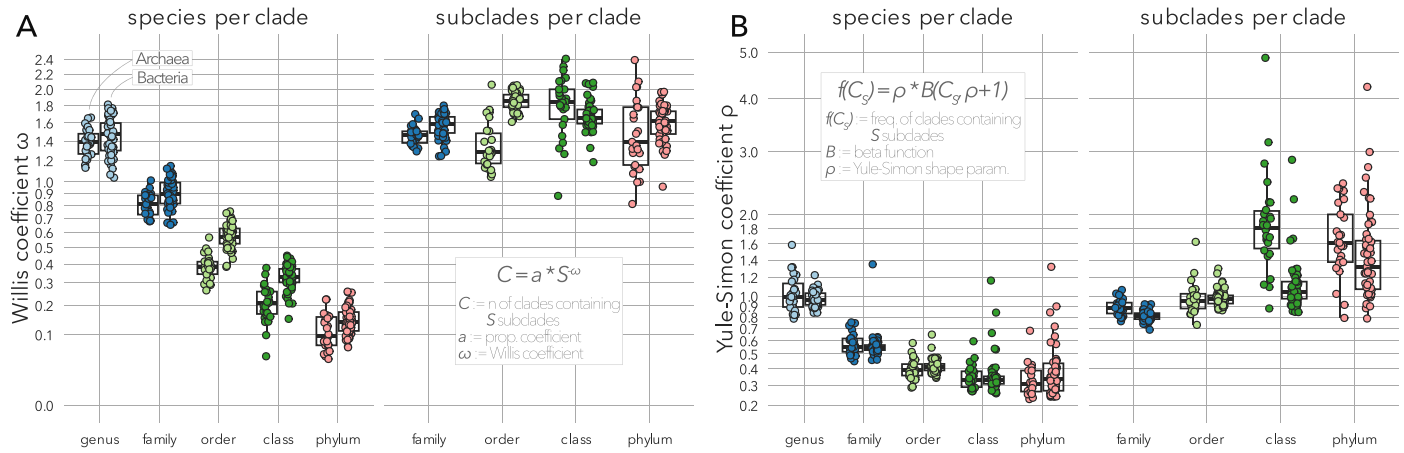 A
species per clade
subclades per clade
Willis coefficient ω
2.4
2.2
2.0
1.8
1.6
1.4
1.2
1.0
0.9
0.8
0.7
0.6
0.5
0.4
0.3
0.2
0.1
0.0
Archaea
Bacteria
C = a * S^-ω
C := n of clades containing
S subclades
a := prop. coefficient
ω := Willis coefficient
genus family order class phylum
family order class phylum
B
species per clade
subclades per clade
Yule-Simon coefficient ρ
5.0
4.0
3.0
2.0
1.8
1.4
1.2
1.0
0.9
0.8
0.7
0.6
0.5
0.4
0.3
0.2
f(Cₛ) = ρ * B(Cₛ, ρ+1)
f(Cₛ) := freq. of clades containing
S subclades
B := beta function
ρ := Yule-Simon shape param.
genus family order class phylum
family order class phylum